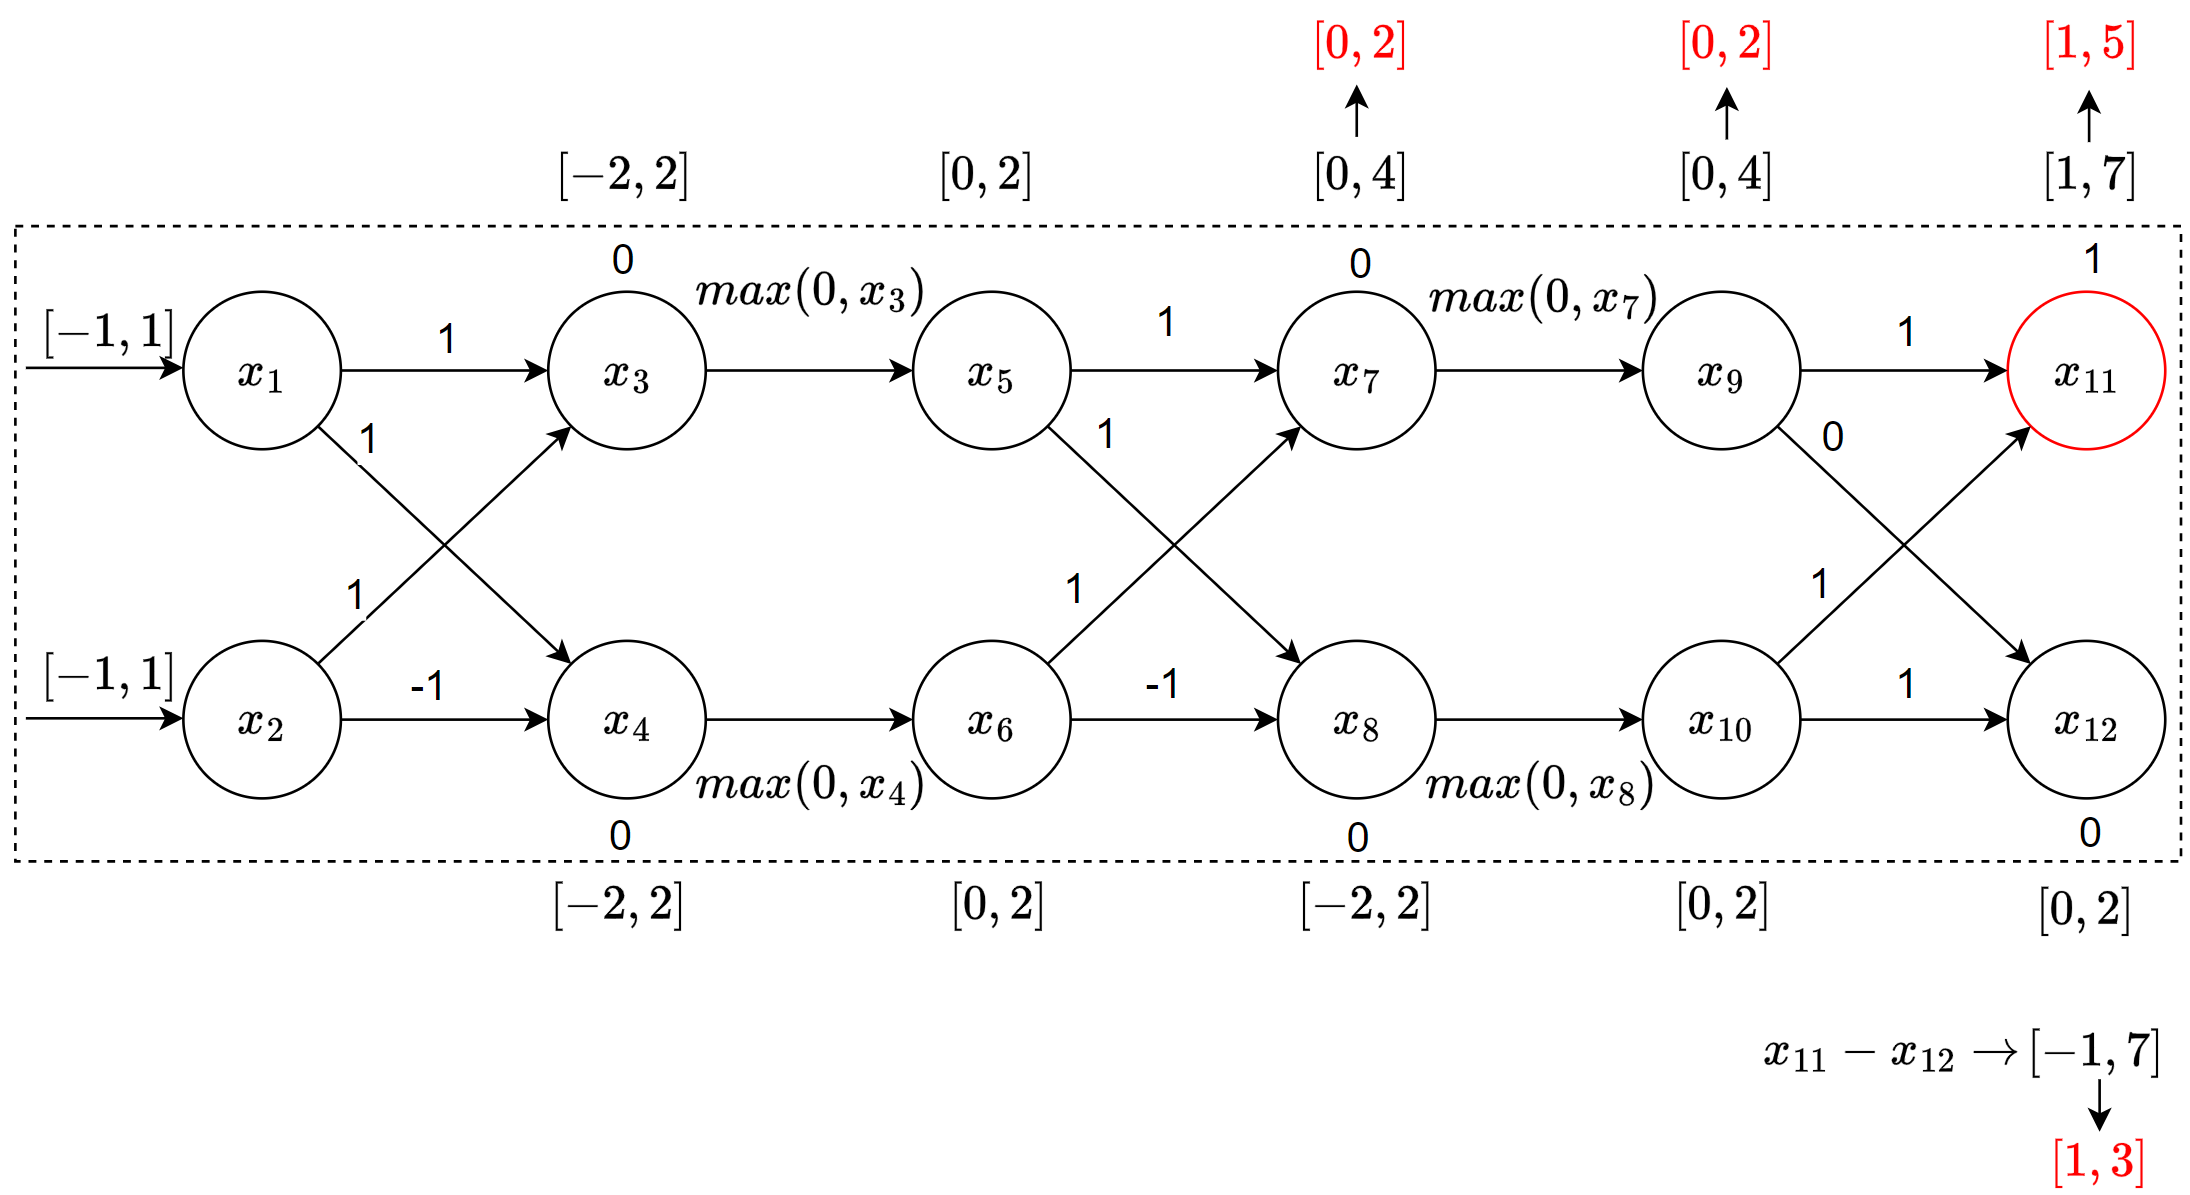 [0, 2] [0, 2] [1, 5]
[−2, 2] [0, 2] [0, 4] [0, 4] [1, 7]
0 0 1
max(0, x₃) max(0, x₇)
[−1, 1] 1 1 1
x₁ x₃ x₅ x₇ x₉ x₁₁
1 1 0
1 1 1
[−1, 1] -1 -1 1
x₂ x₄ x₆ x₈ x₁₀ x₁₂
max(0, x₄) max(0, x₈)
0 0 0
[−2, 2] [0, 2] [−2, 2] [0, 2] [0, 2]
x₁₁ − x₁₂ → [−1, 7]
[1, 3]